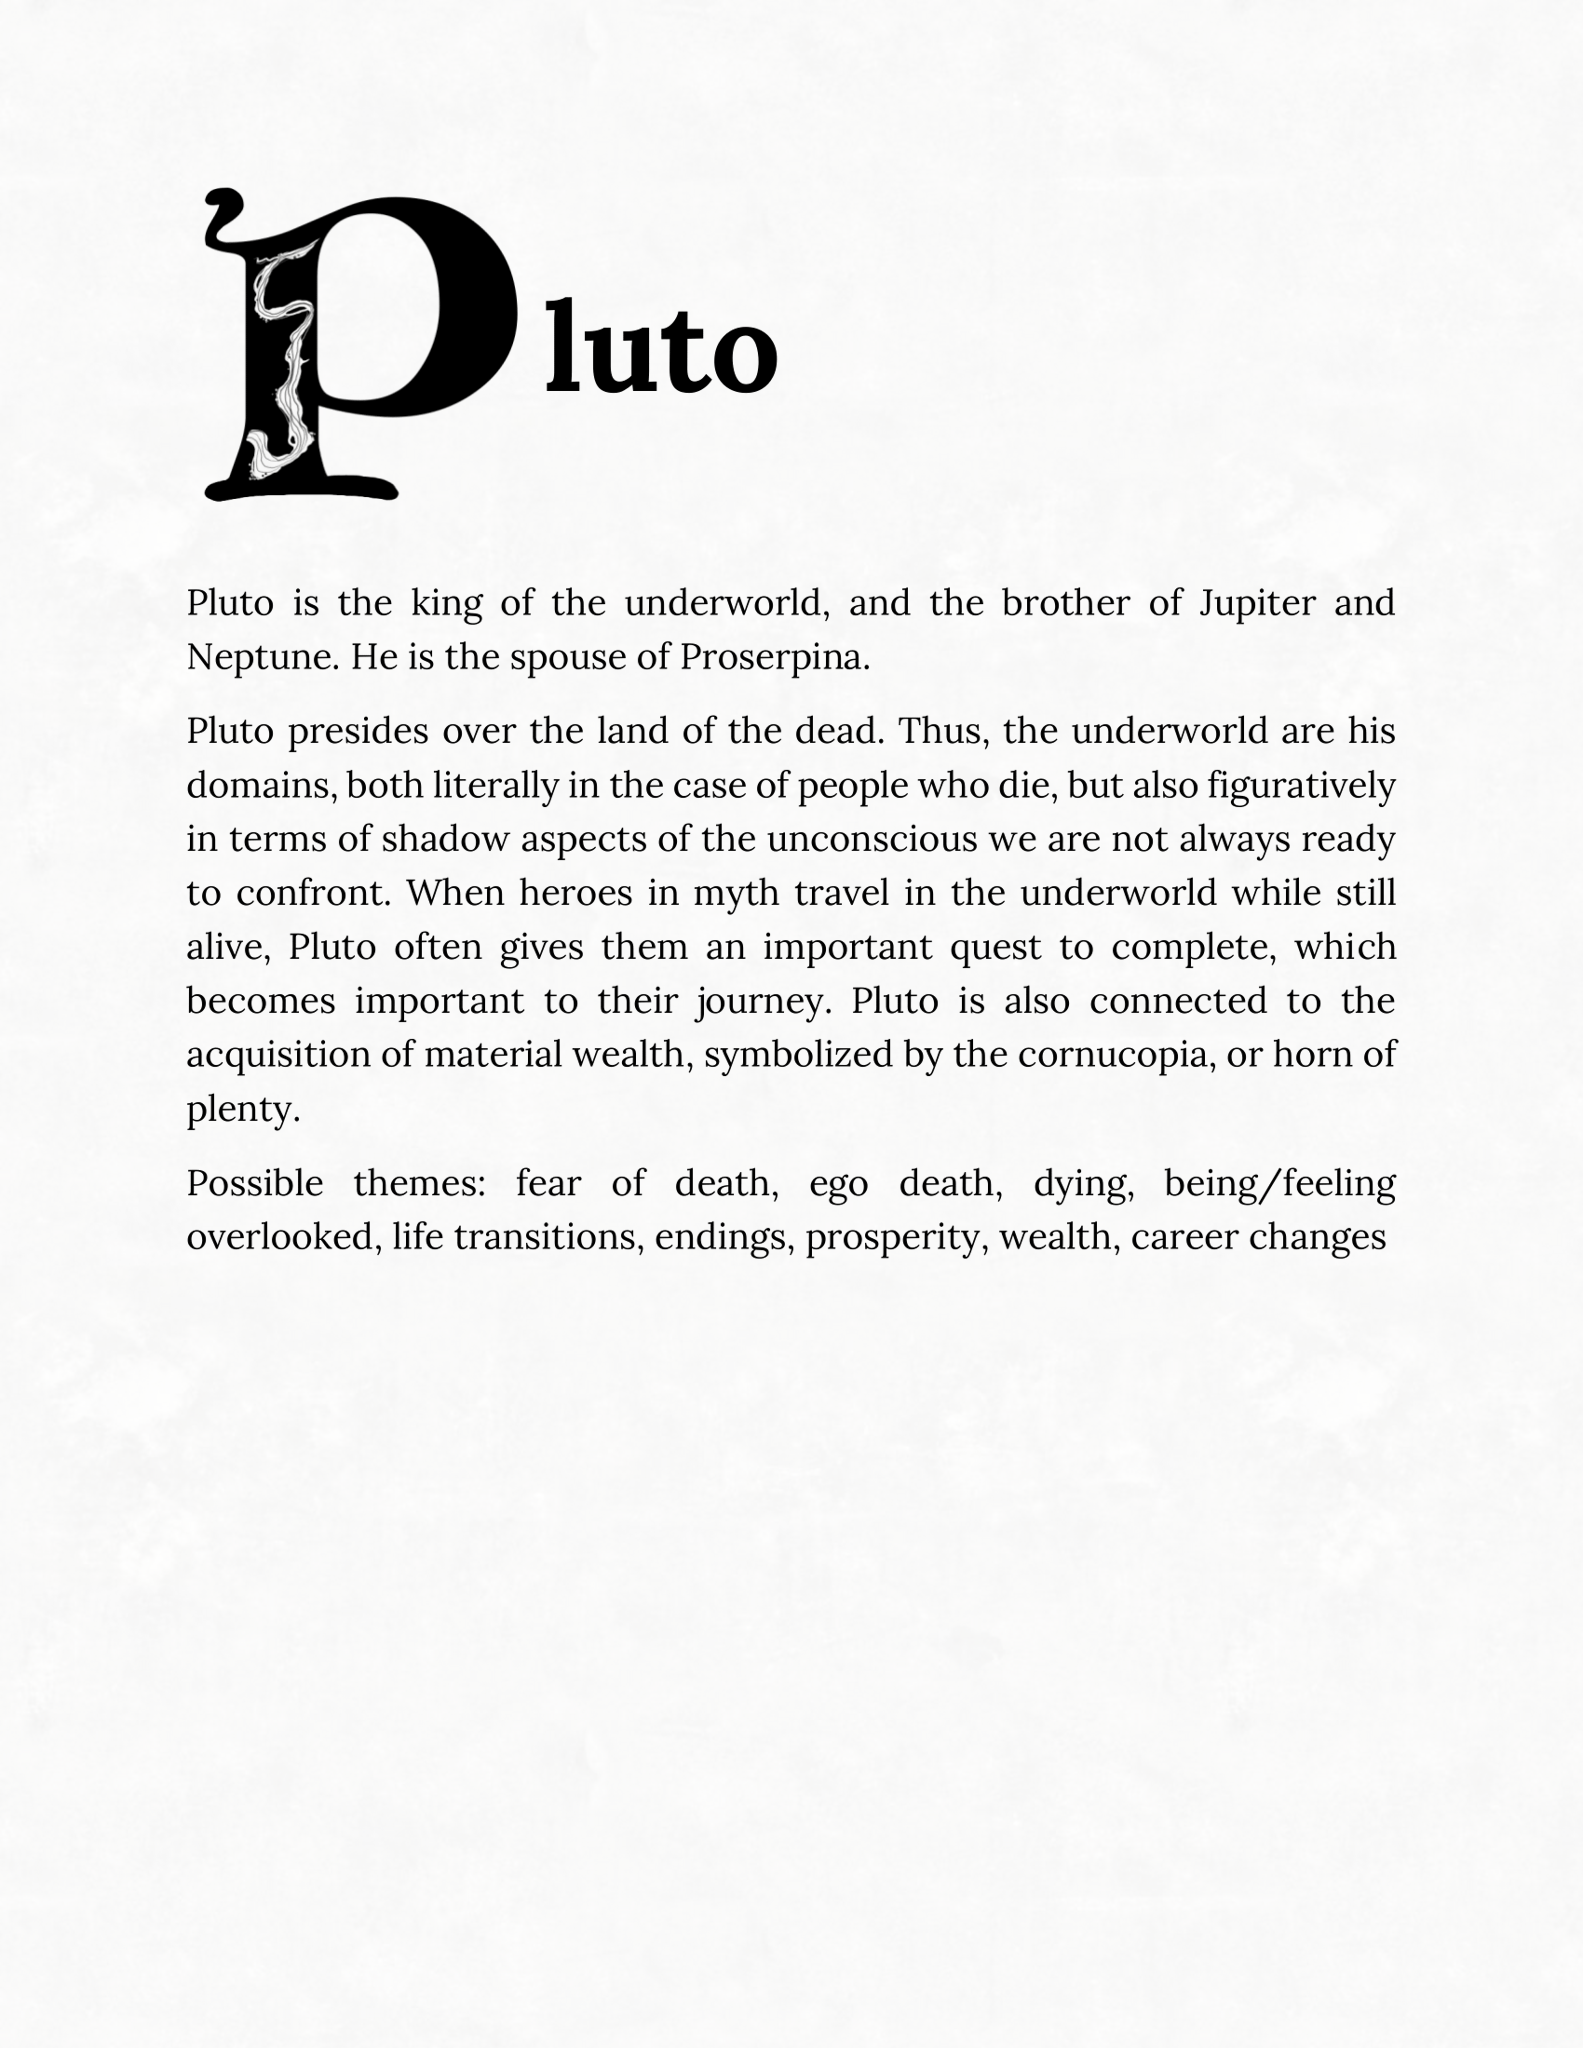 Pluto
Pluto is the king of the underworld, and the brother of Jupiter and
Neptune. He is the spouse of Proserpina.
Pluto presides over the land of the dead. Thus, the underworld are his
domains, both literally in the case of people who die, but also figuratively
in terms of shadow aspects of the unconscious we are not always ready
to confront. When heroes in myth travel in the underworld while still
alive, Pluto often gives them an important quest to complete, which
becomes important to their journey. Pluto is also connected to the
acquisition of material wealth, symbolized by the cornucopia, or horn of
plenty.
Possible themes: fear of death, ego death, dying, being/feeling
overlooked, life transitions, endings, prosperity, wealth, career changes